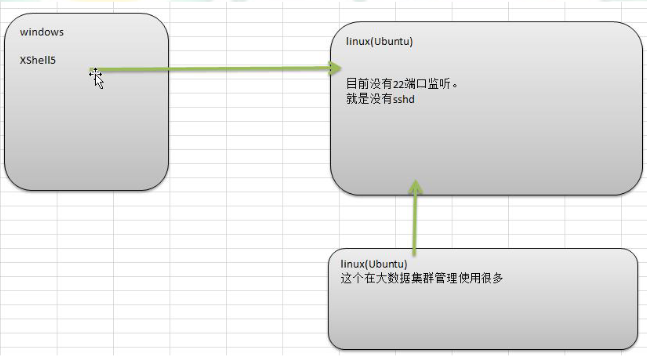 windows
XShell5
linux(Ubuntu)
目前没有22端口监听。
就是没有sshd
linux(Ubuntu)
这个在大数据集群管理使用很多